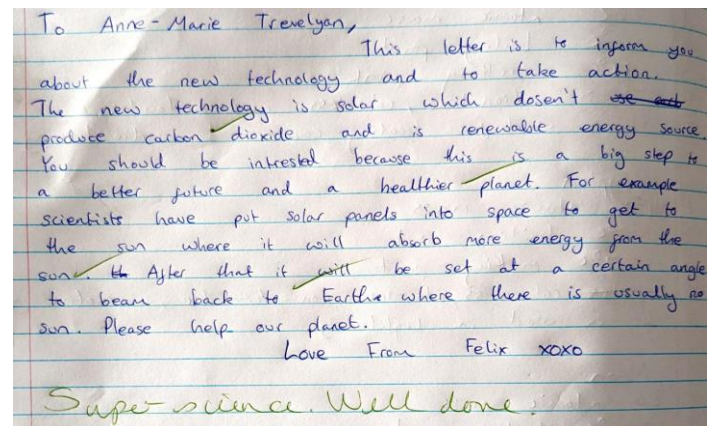 To Anne-Marie Trevelyan,
This letter is to inform you
about the new technology and to take action.
The new technology is solar which dosen't
produce carbon dioxide and is renewable energy source.
You should be intrested because this is a big step to
a better future and a healthier planet. For example
scientists have put solar panels into space to get to
the sun where it will absorb more energy from the
sun. After that it will be set at a certain angle
to beam back to Earth where there is usually no
sun. Please help our planet.
Love From Felix xoxo
Super science. Well done.